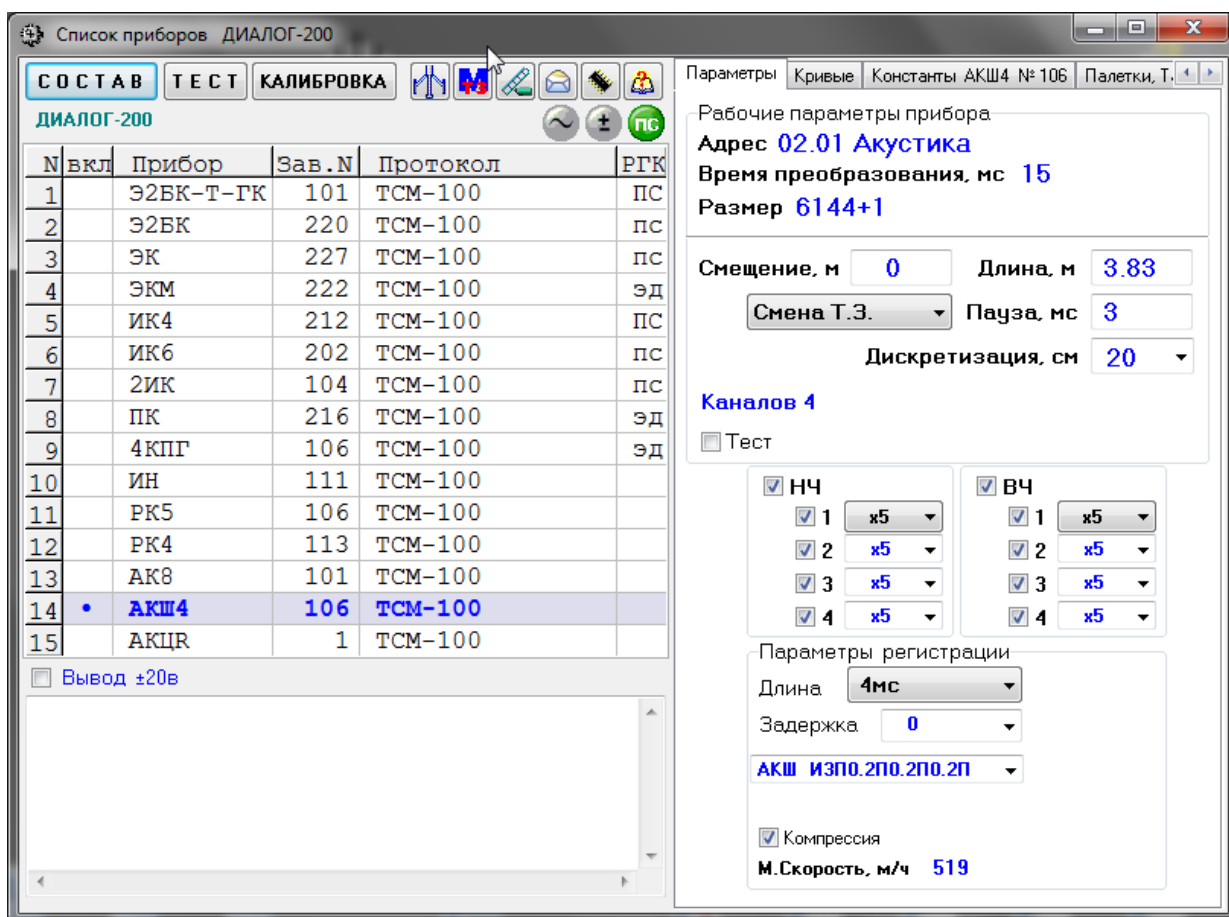 Список приборов ДИАЛОГ-200
СОСТАВ ТЕСТ КАЛИБРОВКА
ДИАЛОГ-200 ~ ± ПС
N вкл Прибор Зав.N Протокол РГК
1 Э2БК-Т-ГК 101 ТСМ-100 ПС
2 Э2БК 220 ТСМ-100 пс
3 ЭК 227 ТСМ-100 пс
4 ЭКМ 222 ТСМ-100 эд
5 ИК4 212 ТСМ-100 ПС
6 ИК6 202 ТСМ-100 пс
7 2ИК 104 ТСМ-100 пс
8 ПК 216 ТСМ-100 эд
9 4КПГ 106 ТСМ-100 эд
10 ИН 111 ТСМ-100
11 РК5 106 ТСМ-100
12 РК4 113 ТСМ-100
13 АК8 101 ТСМ-100
14 • АКШ4 106 ТСМ-100
15 АКЦR 1 ТСМ-100
Вывод ±20в
Параметры Кривые Константы АКШ4 № 106 Палетки, Т.
Рабочие параметры прибора
Адрес 02.01 Акустика
Время преобразования, мс 15
Размер 6144+1
Смещение, м 0 Длина, м 3.83
Смена Т.З. Пауза, мс 3
Дискретизация, см 20
Каналов 4
Тест
НЧ ВЧ
1 x5 1 x5
2 x5 2 x5
3 x5 3 x5
4 x5 4 x5
Параметры регистрации
Длина 4мс
Задержка 0
АКШ ИЗП0.2П0.2П0.2П
Компрессия
М.Скорость, м/ч 519